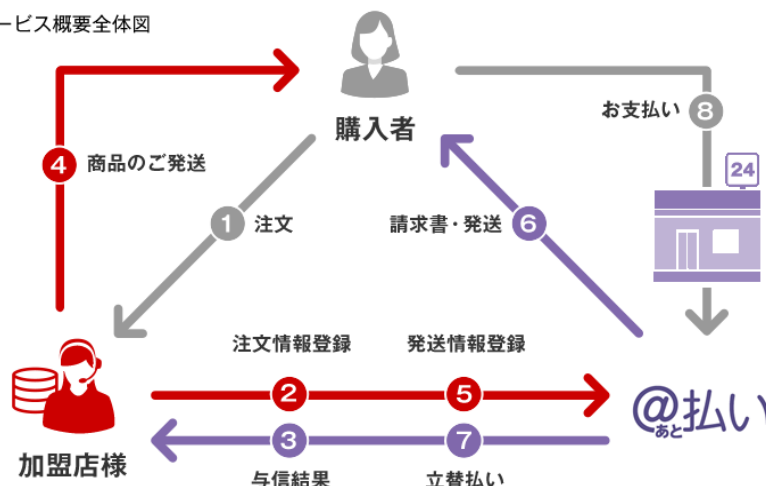 ービス概要全体図
購入者
お支払い 8
24
4 商品のご発送
1 注文
請求書・発送 6
注文情報登録
発送情報登録
2
5
@払い
あと
3
7
加盟店様
与信結果
立替払い